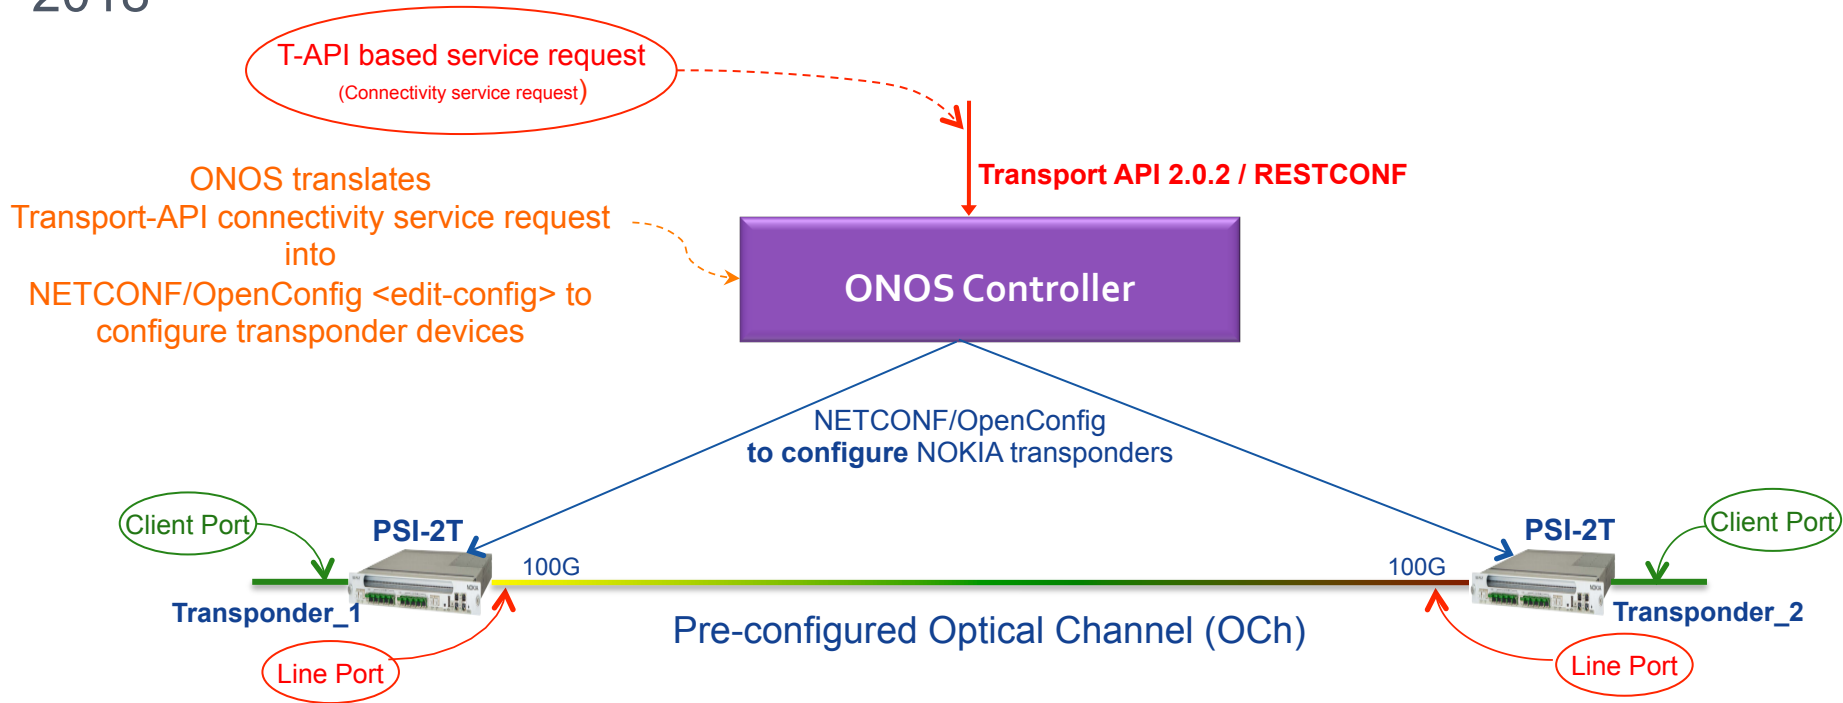 2018
T-API based service request
(Connectivity service request)
Transport API 2.0.2 / RESTCONF
ONOS translates
Transport-API connectivity service request
into
NETCONF/OpenConfig <edit-config> to
configure transponder devices
ONOS Controller
NETCONF/OpenConfig
to configure NOKIA transponders
Client Port
PSI-2T
100G
100G
PSI-2T
Client Port
NOKIA
Transponder_1
Transponder_2
Pre-configured Optical Channel (OCh)
Line Port
Line Port